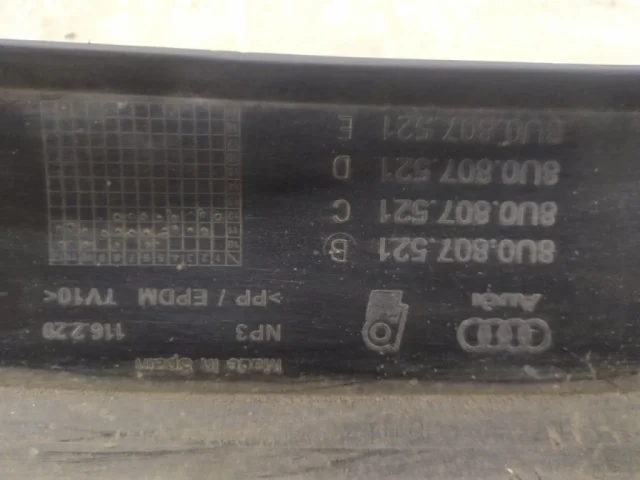 Made in Spain
NP3 116.2.29
>PP / EPDM TV10<
Audi
8U0.807.521 B
8U0.807.521 C
8U0.807.521 D
8U0.807.521 E